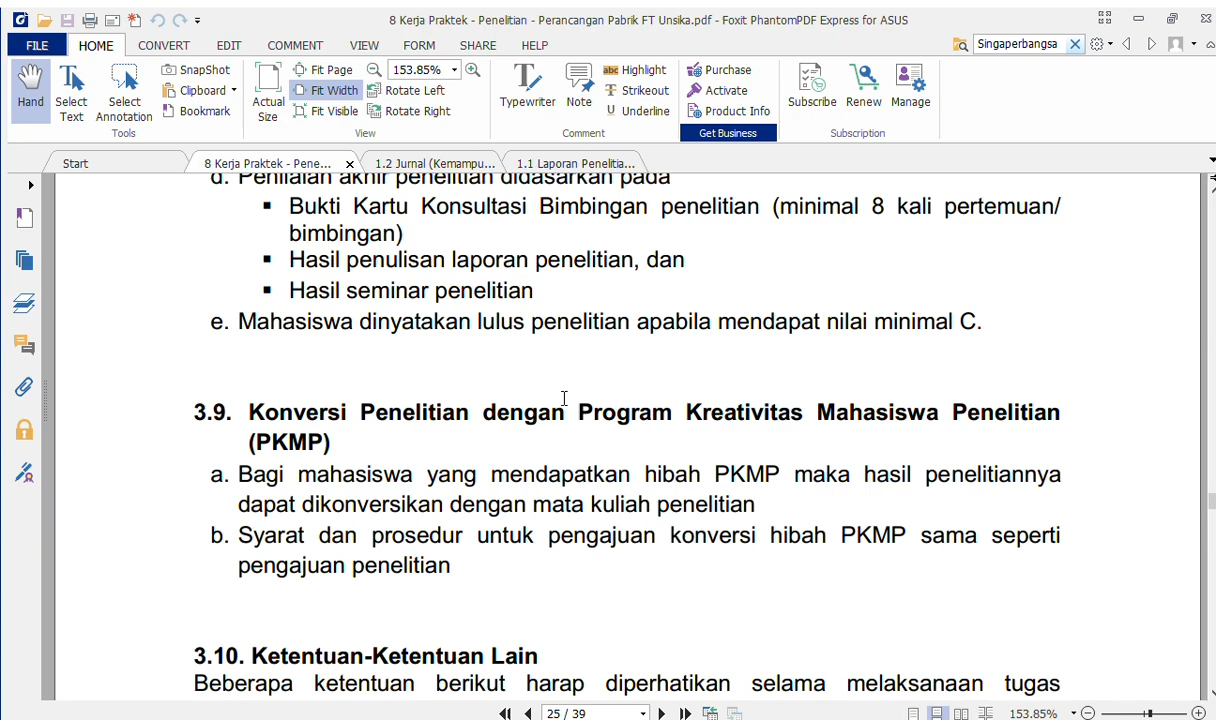 8 Kerja Praktek - Penelitian - Perancangan Pabrik FT Unsika.pdf - Foxit PhantomPDF Express for ASUS
FILE HOME CONVERT EDIT COMMENT VIEW FORM SHARE HELP Singaperbangsa
Hand
Select Text
Select Annotation
SnapShot
Clipboard
Bookmark
Tools
Actual Size
Fit Page
Fit Width
Fit Visible
153.85%
Rotate Left
Rotate Right
View
Typewriter
Note
Highlight
Strikeout
Underline
Comment
Purchase
Activate
Product Info
Get Business
Subscribe
Renew
Manage
Subscription
Start
8 Kerja Praktek - Pene...
1.2 Jurnal (Kemampu...
1.1 Laporan Penelitia...
d. Penilaian akhir penelitian didasarkan pada
▪ Bukti Kartu Konsultasi Bimbingan penelitian (minimal 8 kali pertemuan/
bimbingan)
▪ Hasil penulisan laporan penelitian, dan
▪ Hasil seminar penelitian
e. Mahasiswa dinyatakan lulus penelitian apabila mendapat nilai minimal C.
3.9. Konversi Penelitian dengan Program Kreativitas Mahasiswa Penelitian
(PKMP)
a. Bagi mahasiswa yang mendapatkan hibah PKMP maka hasil penelitiannya
dapat dikonversikan dengan mata kuliah penelitian
b. Syarat dan prosedur untuk pengajuan konversi hibah PKMP sama seperti
pengajuan penelitian
3.10. Ketentuan-Ketentuan Lain
Beberapa ketentuan berikut harap diperhatikan selama melaksanaan tugas
25 / 39
153.85%